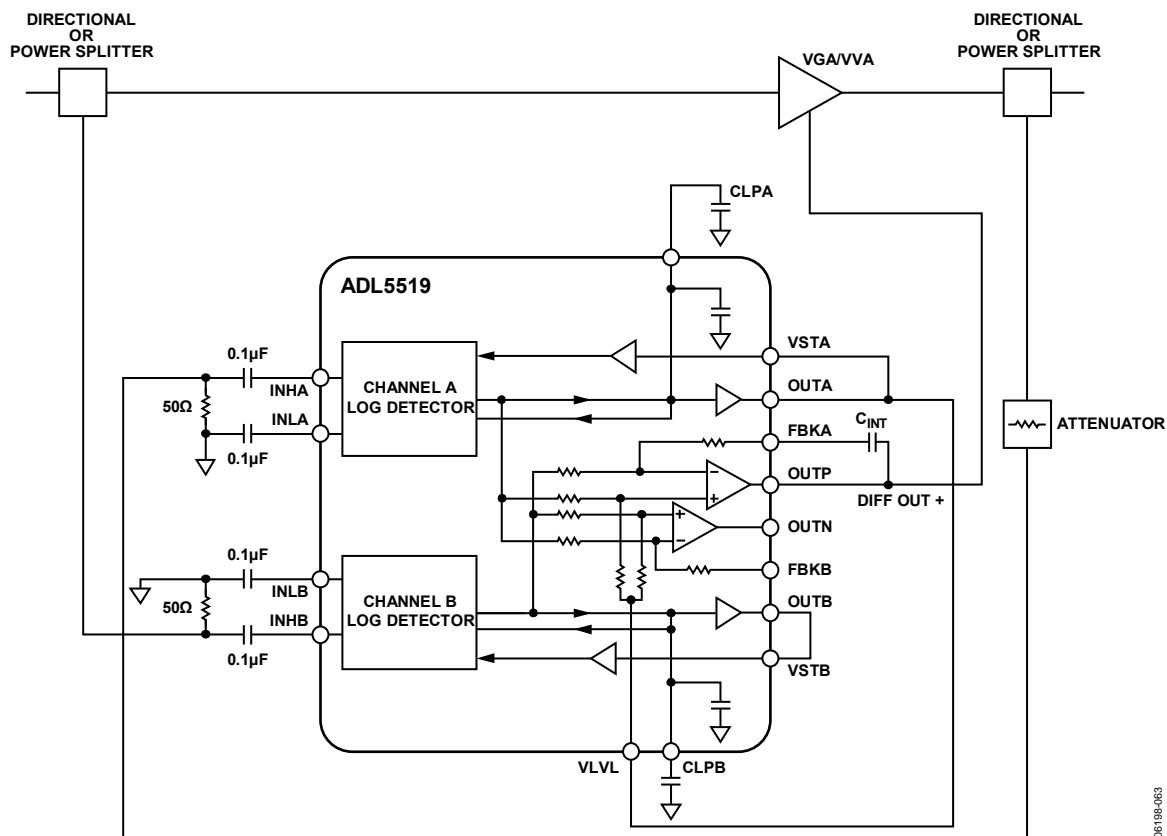 DIRECTIONAL
OR
POWER SPLITTER
DIRECTIONAL
OR
POWER SPLITTER
VGA/VVA
CLPA
ADL5519
VSTA
0.1µF
INHA
CHANNEL A
LOG DETECTOR
OUTA
50Ω
INLA
0.1µF
FBKA
CINT
ATTENUATOR
OUTP
DIFF OUT +
OUTN
0.1µF
INLB
FBKB
50Ω
CHANNEL B
LOG DETECTOR
OUTB
INHB
0.1µF
VSTB
VLVL
CLPB
06198-063